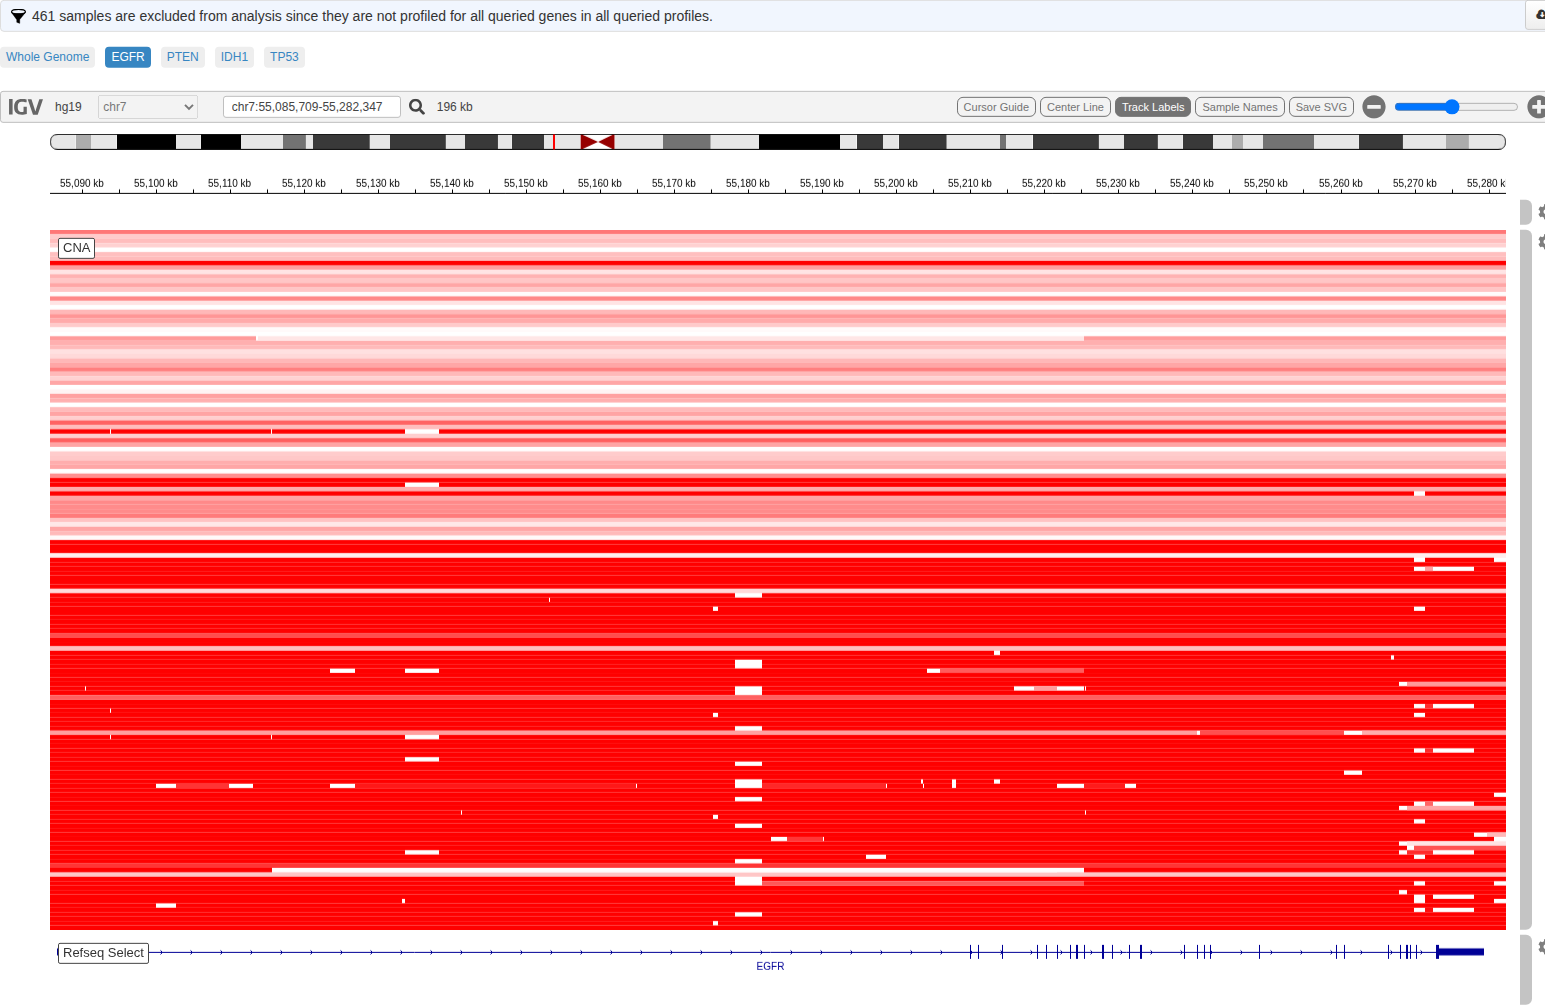 461 samples are excluded from analysis since they are not profiled for all queried genes in all queried profiles.
Whole Genome EGFR PTEN IDH1 TP53
IGV hg19 chr7 chr7:55,085,709-55,282,347 196 kb Cursor Guide Center Line Track Labels Sample Names Save SVG
55,090 kb 55,100 kb 55,110 kb 55,120 kb 55,130 kb 55,140 kb 55,150 kb 55,160 kb 55,170 kb 55,180 kb 55,190 kb 55,200 kb 55,210 kb 55,220 kb 55,230 kb 55,240 kb 55,250 kb 55,260 kb 55,270 kb 55,280 k
CNA
Refseq Select
EGFR